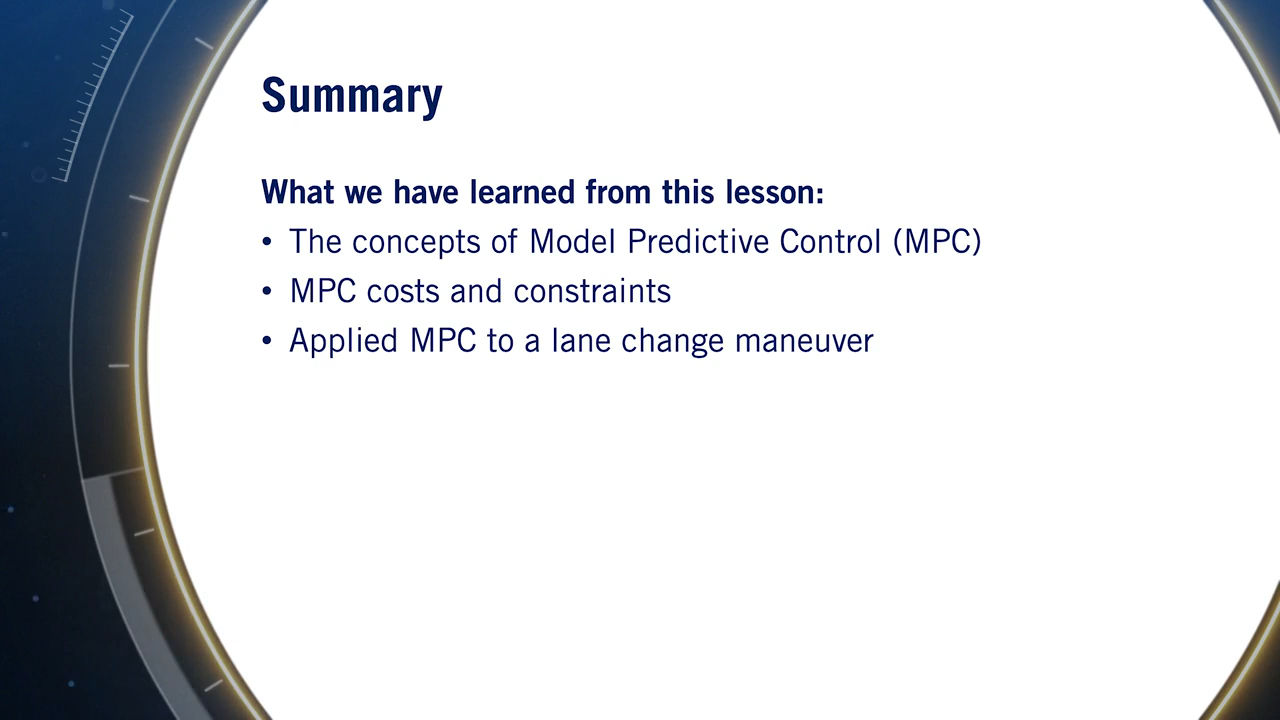 Summary
What we have learned from this lesson:
• The concepts of Model Predictive Control (MPC)
• MPC costs and constraints
• Applied MPC to a lane change maneuver